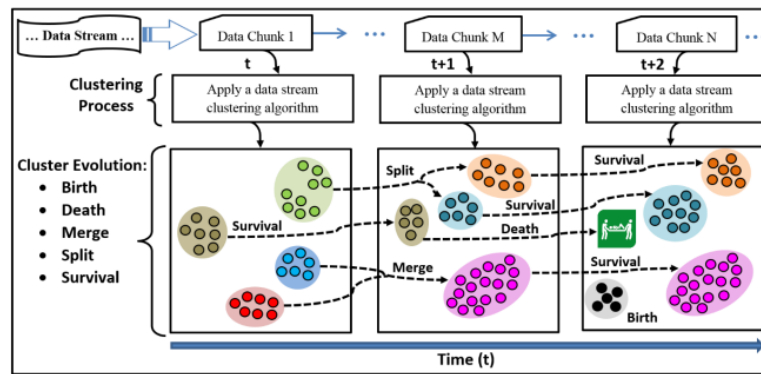 ... Data Stream ...
Data Chunk 1
...
Data Chunk M
...
Data Chunk N
...
t
t+1
t+2
Clustering
Process
Apply a data stream
clustering algorithm
Apply a data stream
clustering algorithm
Apply a data stream
clustering algorithm
Cluster Evolution:
• Birth
• Death
• Merge
• Split
• Survival
Survival
Split
Merge
Survival
Survival
Death
Survival
Birth
Time (t)